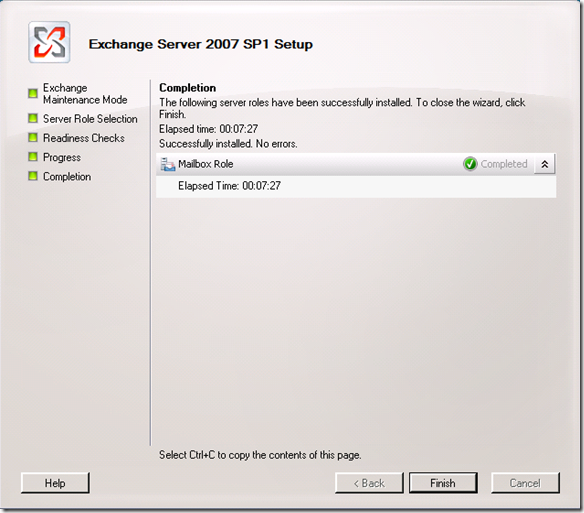 Exchange Server 2007 SP1 Setup
Exchange
Maintenance Mode
Server Role Selection
Readiness Checks
Progress
Completion
Completion
The following server roles have been successfully installed. To close the wizard, click
Finish.
Elapsed time: 00:07:27
Successfully installed. No errors.
Mailbox Role
Completed
Elapsed Time: 00:07:27
Select Ctrl+C to copy the contents of this page.
Help
< Back
Finish
Cancel